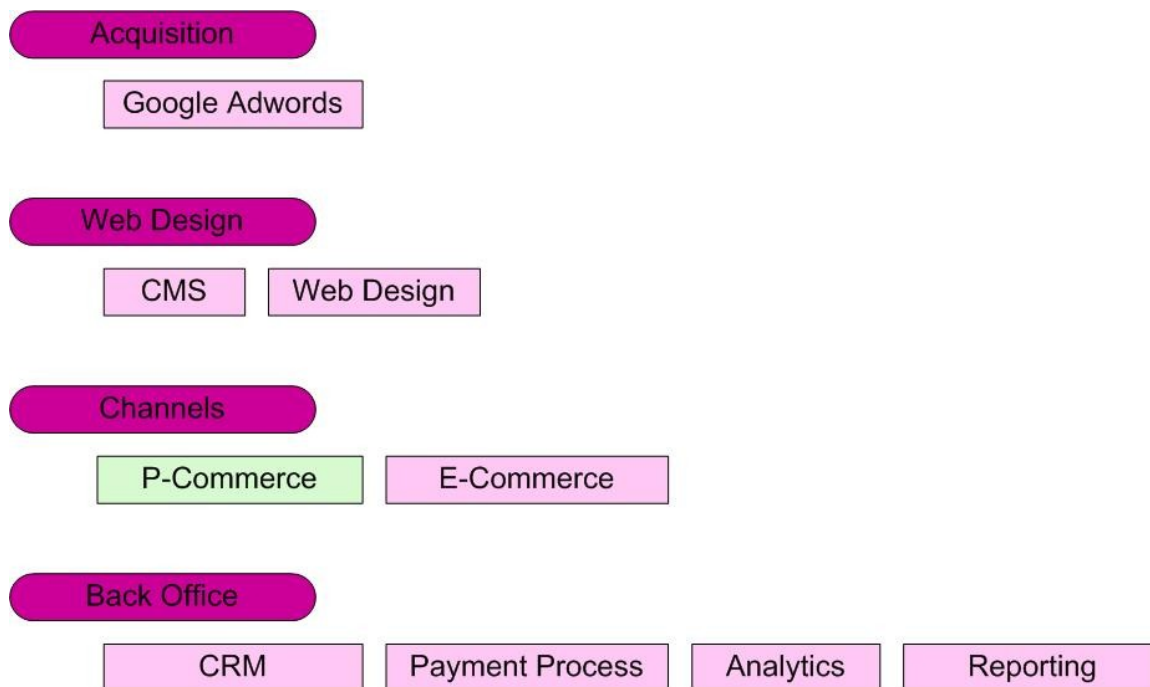 Acquisition
Google Adwords
Web Design
CMS Web Design
Channels
P-Commerce E-Commerce
Back Office
CRM Payment Process Analytics Reporting